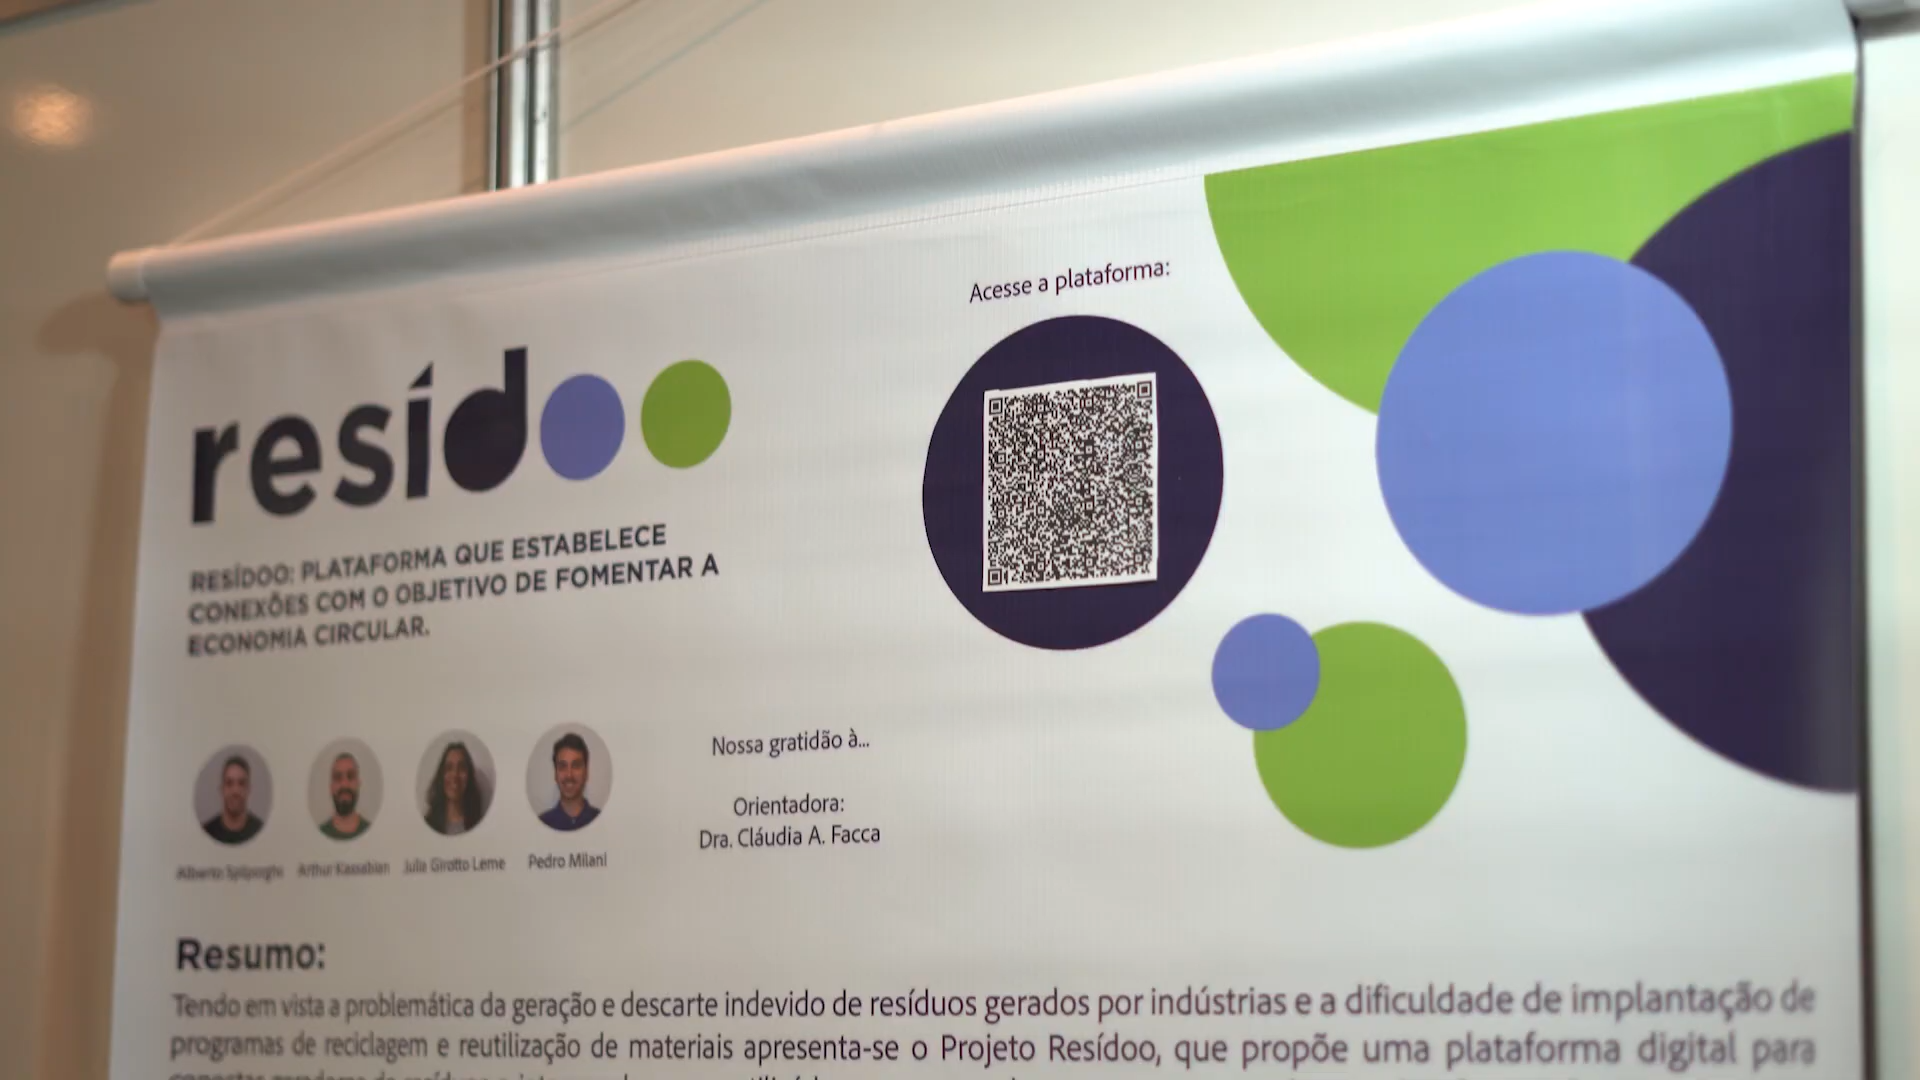 Acesse a plataforma:
resídoo
RESÍDOO: PLATAFORMA QUE ESTABELECE
CONEXÕES COM O OBJETIVO DE FOMENTAR A
ECONOMIA CIRCULAR.
Nossa gratidão à...
Orientadora:
Dra. Cláudia A. Facca
Arthur Kassabian
Julia Girotto Leme
Pedro Milani
Resumo:
Tendo em vista a problemática da geração e descarte indevido de resíduos gerados por indústrias e a dificuldade de implantação de
programas de reciclagem e reutilização de materiais apresenta-se o Projeto Resídoo, que propõe uma plataforma digital para